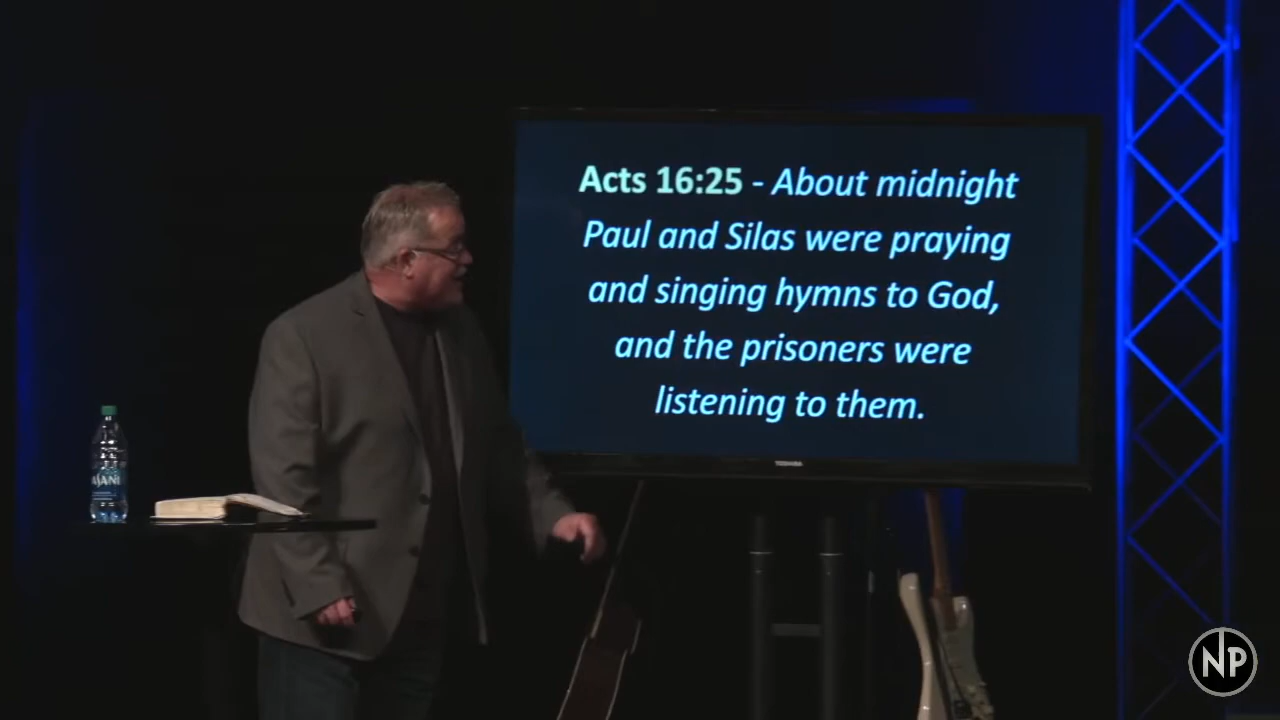 Acts 16:25 - About midnight
Paul and Silas were praying
and singing hymns to God,
and the prisoners were
listening to them.
TOSHIBA
NP